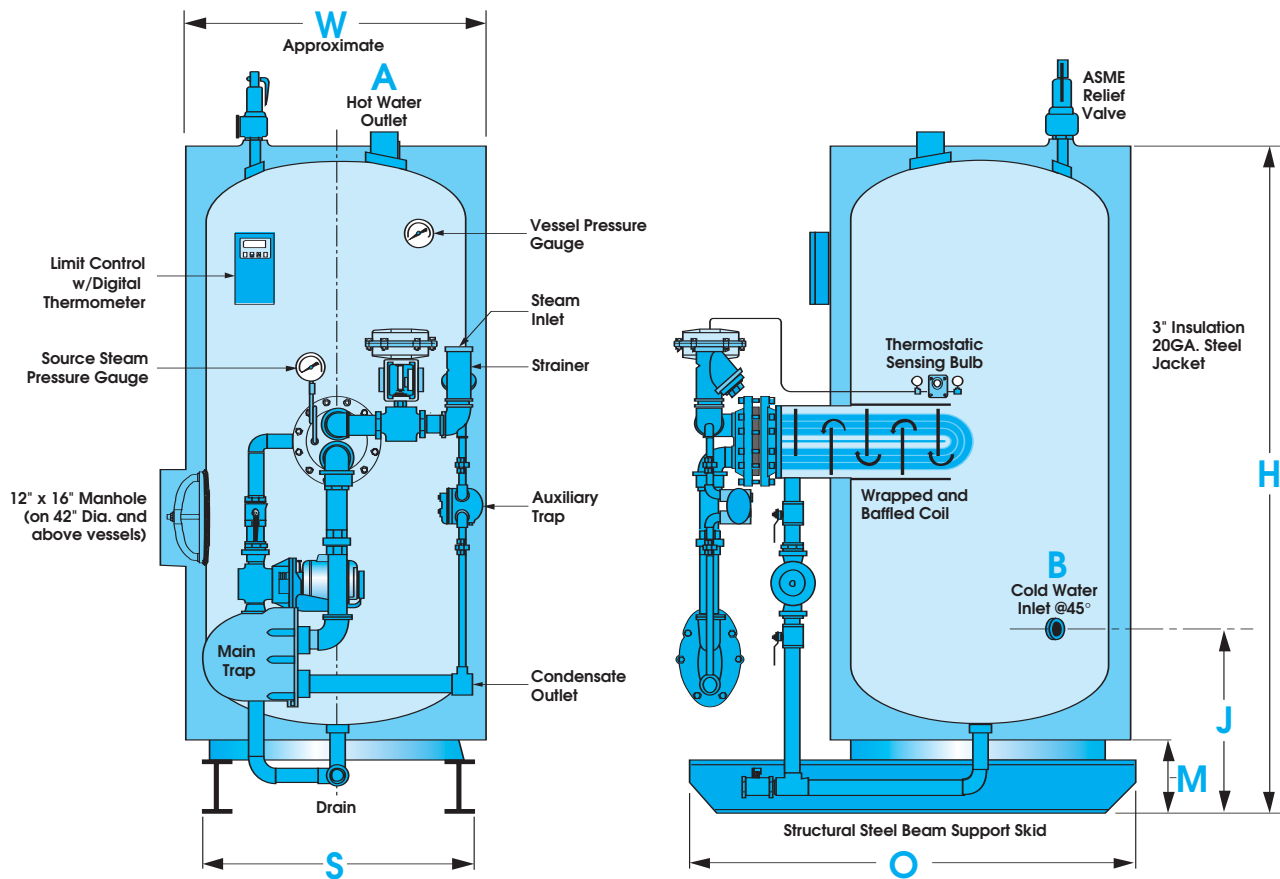 W
Approximate
A
Hot Water
Outlet
Vessel Pressure
Gauge
Limit Control
w/Digital
Thermometer
Steam
Inlet
Source Steam
Pressure Gauge
Strainer
12" x 16" Manhole
(on 42" Dia. and
above vessels)
Auxiliary
Trap
Main
Trap
Condensate
Outlet
Drain
S
ASME
Relief
Valve
3" Insulation
20GA. Steel
Jacket
Thermostatic
Sensing Bulb
Wrapped and
Baffled Coil
H
B
Cold Water
Inlet @45°
J
M
Structural Steel Beam Support Skid
O